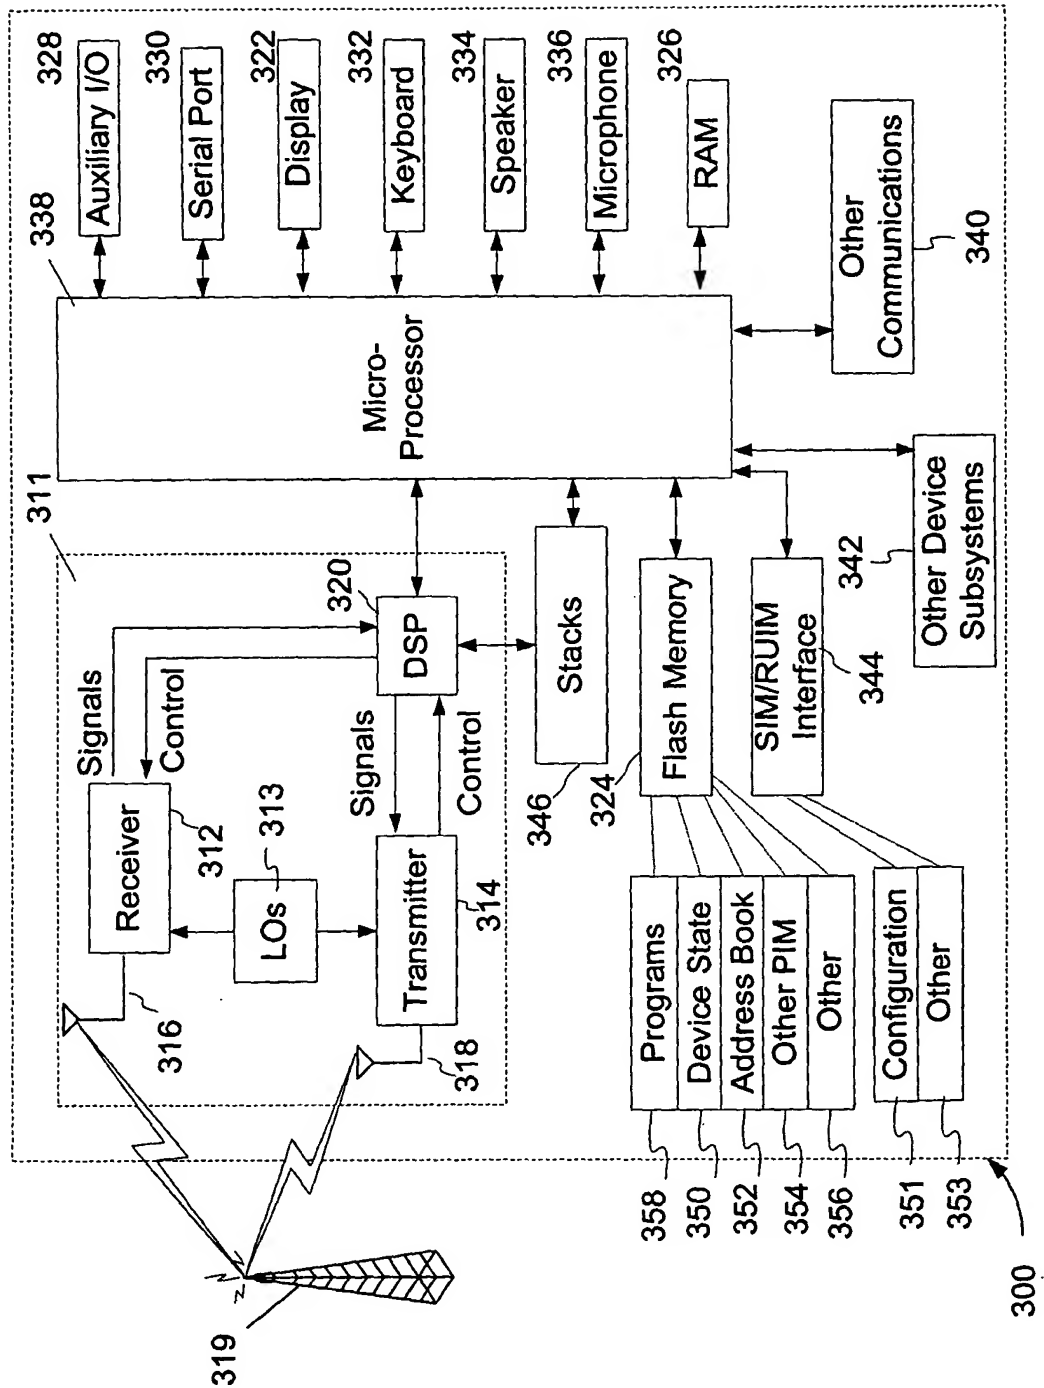 328
Auxiliary I/O
330
Serial Port
322
Display
332
Keyboard
334
Speaker
336
Microphone
326
RAM
338
Micro-
Processor
Other
Communications
340
311
320
DSP
Signals
Control
Signals
Control
Receiver
312
LOs
313
Transmitter
314
316
318
319
Stacks
346
Flash Memory
324
SIM/RUIM
Interface
344
342
Other Device
Subsystems
Programs
Device State
Address Book
Other PIM
Other
Configuration
Other
358
350
352
354
356
351
353
300